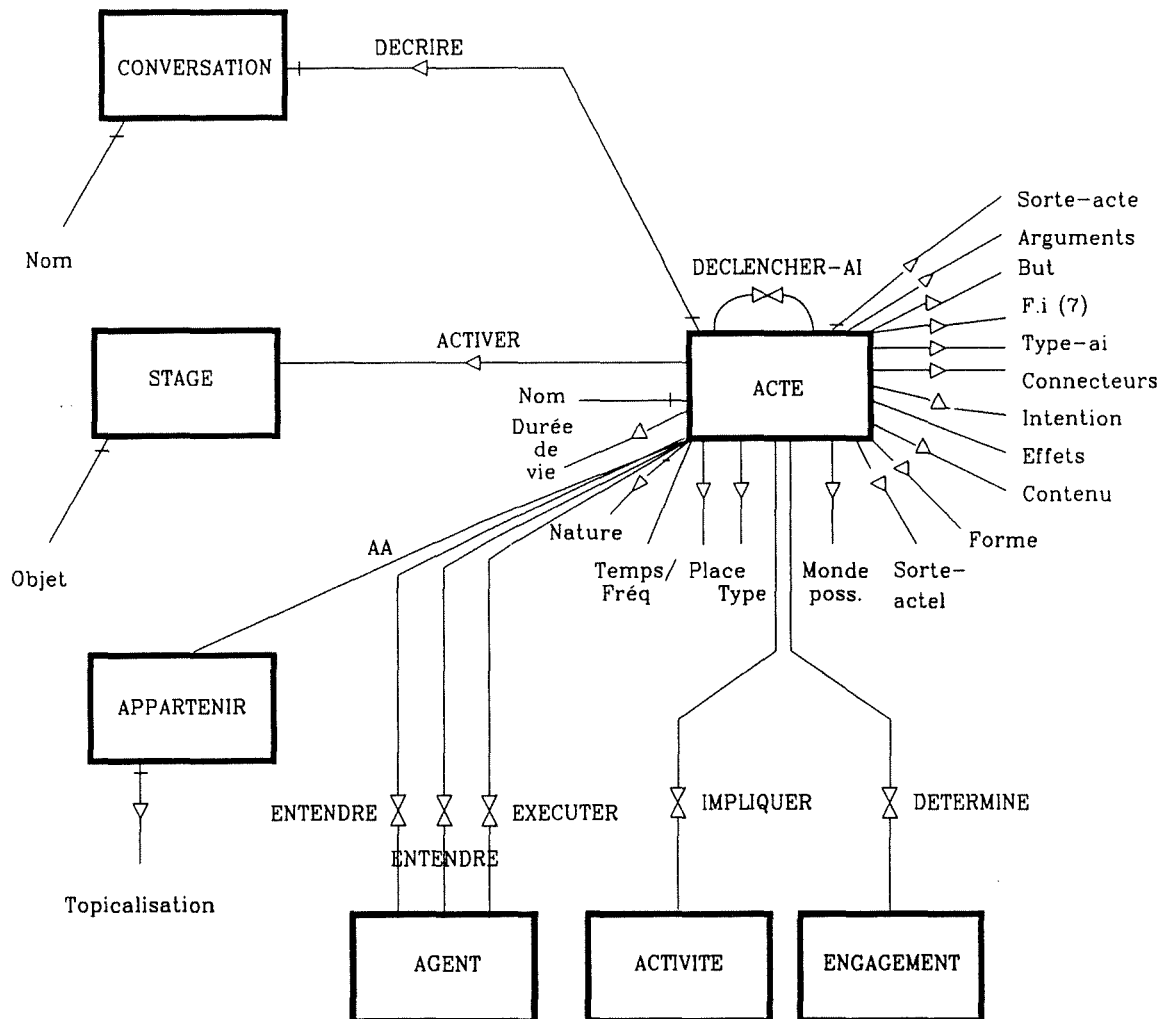 DECRIRE
CONVERSATION
Nom
Sorte-acte
Arguments
But
F.i (7)
Type-ai
Connecteurs
Intention
Effets
Contenu
Forme
DECLENCHER-AI
ACTIVER
STAGE
ACTE
Nom
Durée
de
vie
Objet
AA
Nature
Temps/
Fréq
Place
Type
Monde
poss.
Sorte-
actel
APPARTENIR
ENTENDRE
EXECUTER
IMPLIQUER
DETERMINE
ENTENDRE
Topicalisation
AGENT
ACTIVITE
ENGAGEMENT